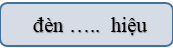 đèn ..... hiệu